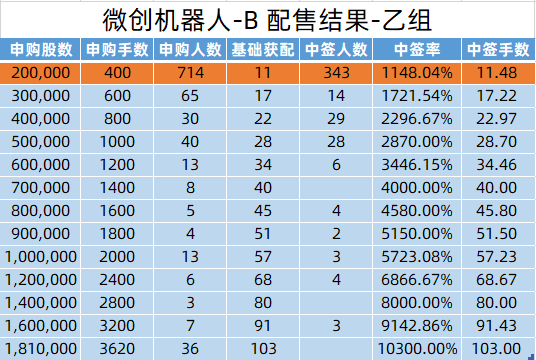 微创机器人-B 配售结果-乙组
申购股数 申购手数 申购人数 基础获配 中签人数 中签率 中签手数
200,000 400 714 11 343 1148.04% 11.48
300,000 600 65 17 14 1721.54% 17.22
400,000 800 30 22 29 2296.67% 22.97
500,000 1000 40 28 28 2870.00% 28.70
600,000 1200 13 34 6 3446.15% 34.46
700,000 1400 8 40 4000.00% 40.00
800,000 1600 5 45 4 4580.00% 45.80
900,000 1800 4 51 2 5150.00% 51.50
1,000,000 2000 13 57 3 5723.08% 57.23
1,200,000 2400 6 68 4 6866.67% 68.67
1,400,000 2800 3 80 8000.00% 80.00
1,600,000 3200 7 91 3 9142.86% 91.43
1,810,000 3620 36 103 10300.00% 103.00